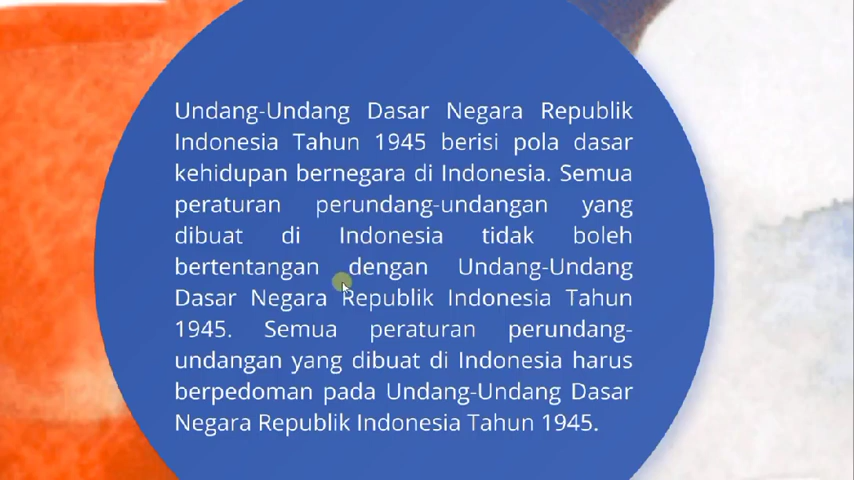 Undang-Undang Dasar Negara Republik
Indonesia Tahun 1945 berisi pola dasar
kehidupan bernegara di Indonesia. Semua
peraturan perundang-undangan yang
dibuat di Indonesia tidak boleh
bertentangan dengan Undang-Undang
Dasar Negara Republik Indonesia Tahun
1945. Semua peraturan perundang-
undangan yang dibuat di Indonesia harus
berpedoman pada Undang-Undang Dasar
Negara Republik Indonesia Tahun 1945.